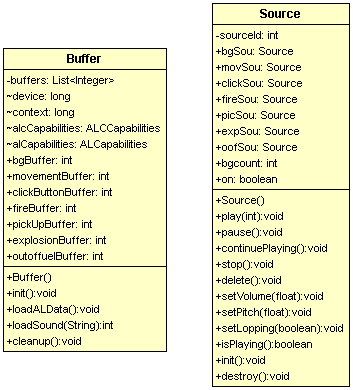 Buffer
-buffers: List<Integer>
~device: long
~context: long
~alcCapabilities: ALCCapabilities
~alCapabilities: ALCapabilities
+bgBuffer: int
+movementBuffer: int
+clickButtonBuffer: int
+fireBuffer: int
+pickUpBuffer: int
+explosionBuffer: int
+outoffuelBuffer: int
+Buffer()
+init():void
+loadALData():void
+loadSound(String):int
+cleanup():void
Source
-sourceId: int
+bgSou: Source
+movSou: Source
+clickSou: Source
+fireSou: Source
+picSou: Source
+expSou: Source
+oofSou: Source
+bgcount: int
+on: boolean
+Source()
+play(int):void
+pause():void
+continuePlaying():void
+stop():void
+delete():void
+setVolume(float):void
+setPitch(float):void
+setLopping(boolean):void
+isPlaying():boolean
+init():void
+destroy():void